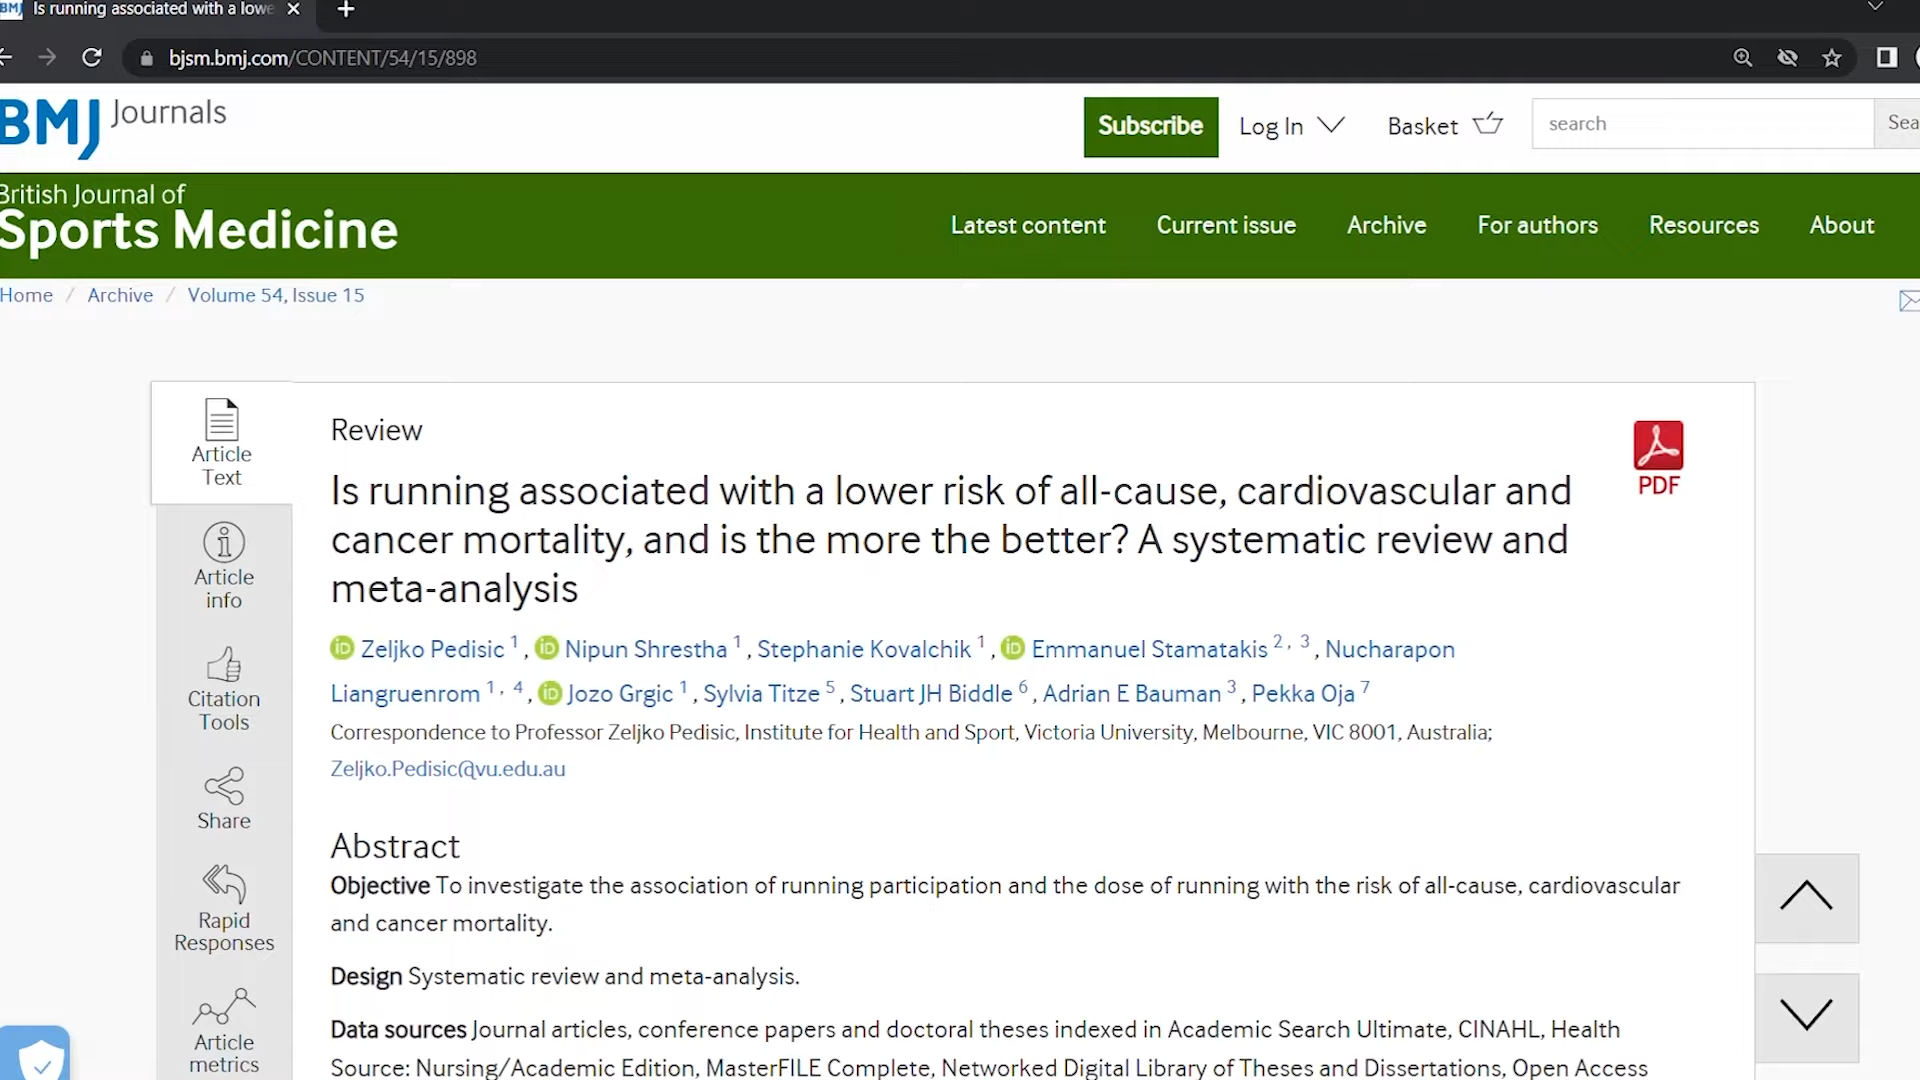 BMJ Is running associated with a lowe
bjsm.bmj.com/CONTENT/54/15/898
BMJ Journals
Subscribe
Log In
Basket
search
Sea
British Journal of
Sports Medicine
Latest content
Current issue
Archive
For authors
Resources
About
Home / Archive / Volume 54, Issue 15
Article
Text
Article
info
Citation
Tools
Share
Rapid
Responses
Article
metrics
Review
PDF
Is running associated with a lower risk of all-cause, cardiovascular and
cancer mortality, and is the more the better? A systematic review and
meta-analysis
iD Zeljko Pedisic 1, iD Nipun Shrestha 1, Stephanie Kovalchik 1, iD Emmanuel Stamatakis 2, 3, Nucharapon
Liangruenrom 1, 4, iD Jozo Grgic 1, Sylvia Titze 5, Stuart JH Biddle 6, Adrian E Bauman 3, Pekka Oja 7
Correspondence to Professor Zeljko Pedisic, Institute for Health and Sport, Victoria University, Melbourne, VIC 8001, Australia;
Zeljko.Pedisic@vu.edu.au
Abstract
Objective To investigate the association of running participation and the dose of running with the risk of all-cause, cardiovascular
and cancer mortality.
Design Systematic review and meta-analysis.
Data sources Journal articles, conference papers and doctoral theses indexed in Academic Search Ultimate, CINAHL, Health
Source: Nursing/Academic Edition, MasterFILE Complete, Networked Digital Library of Theses and Dissertations, Open Access